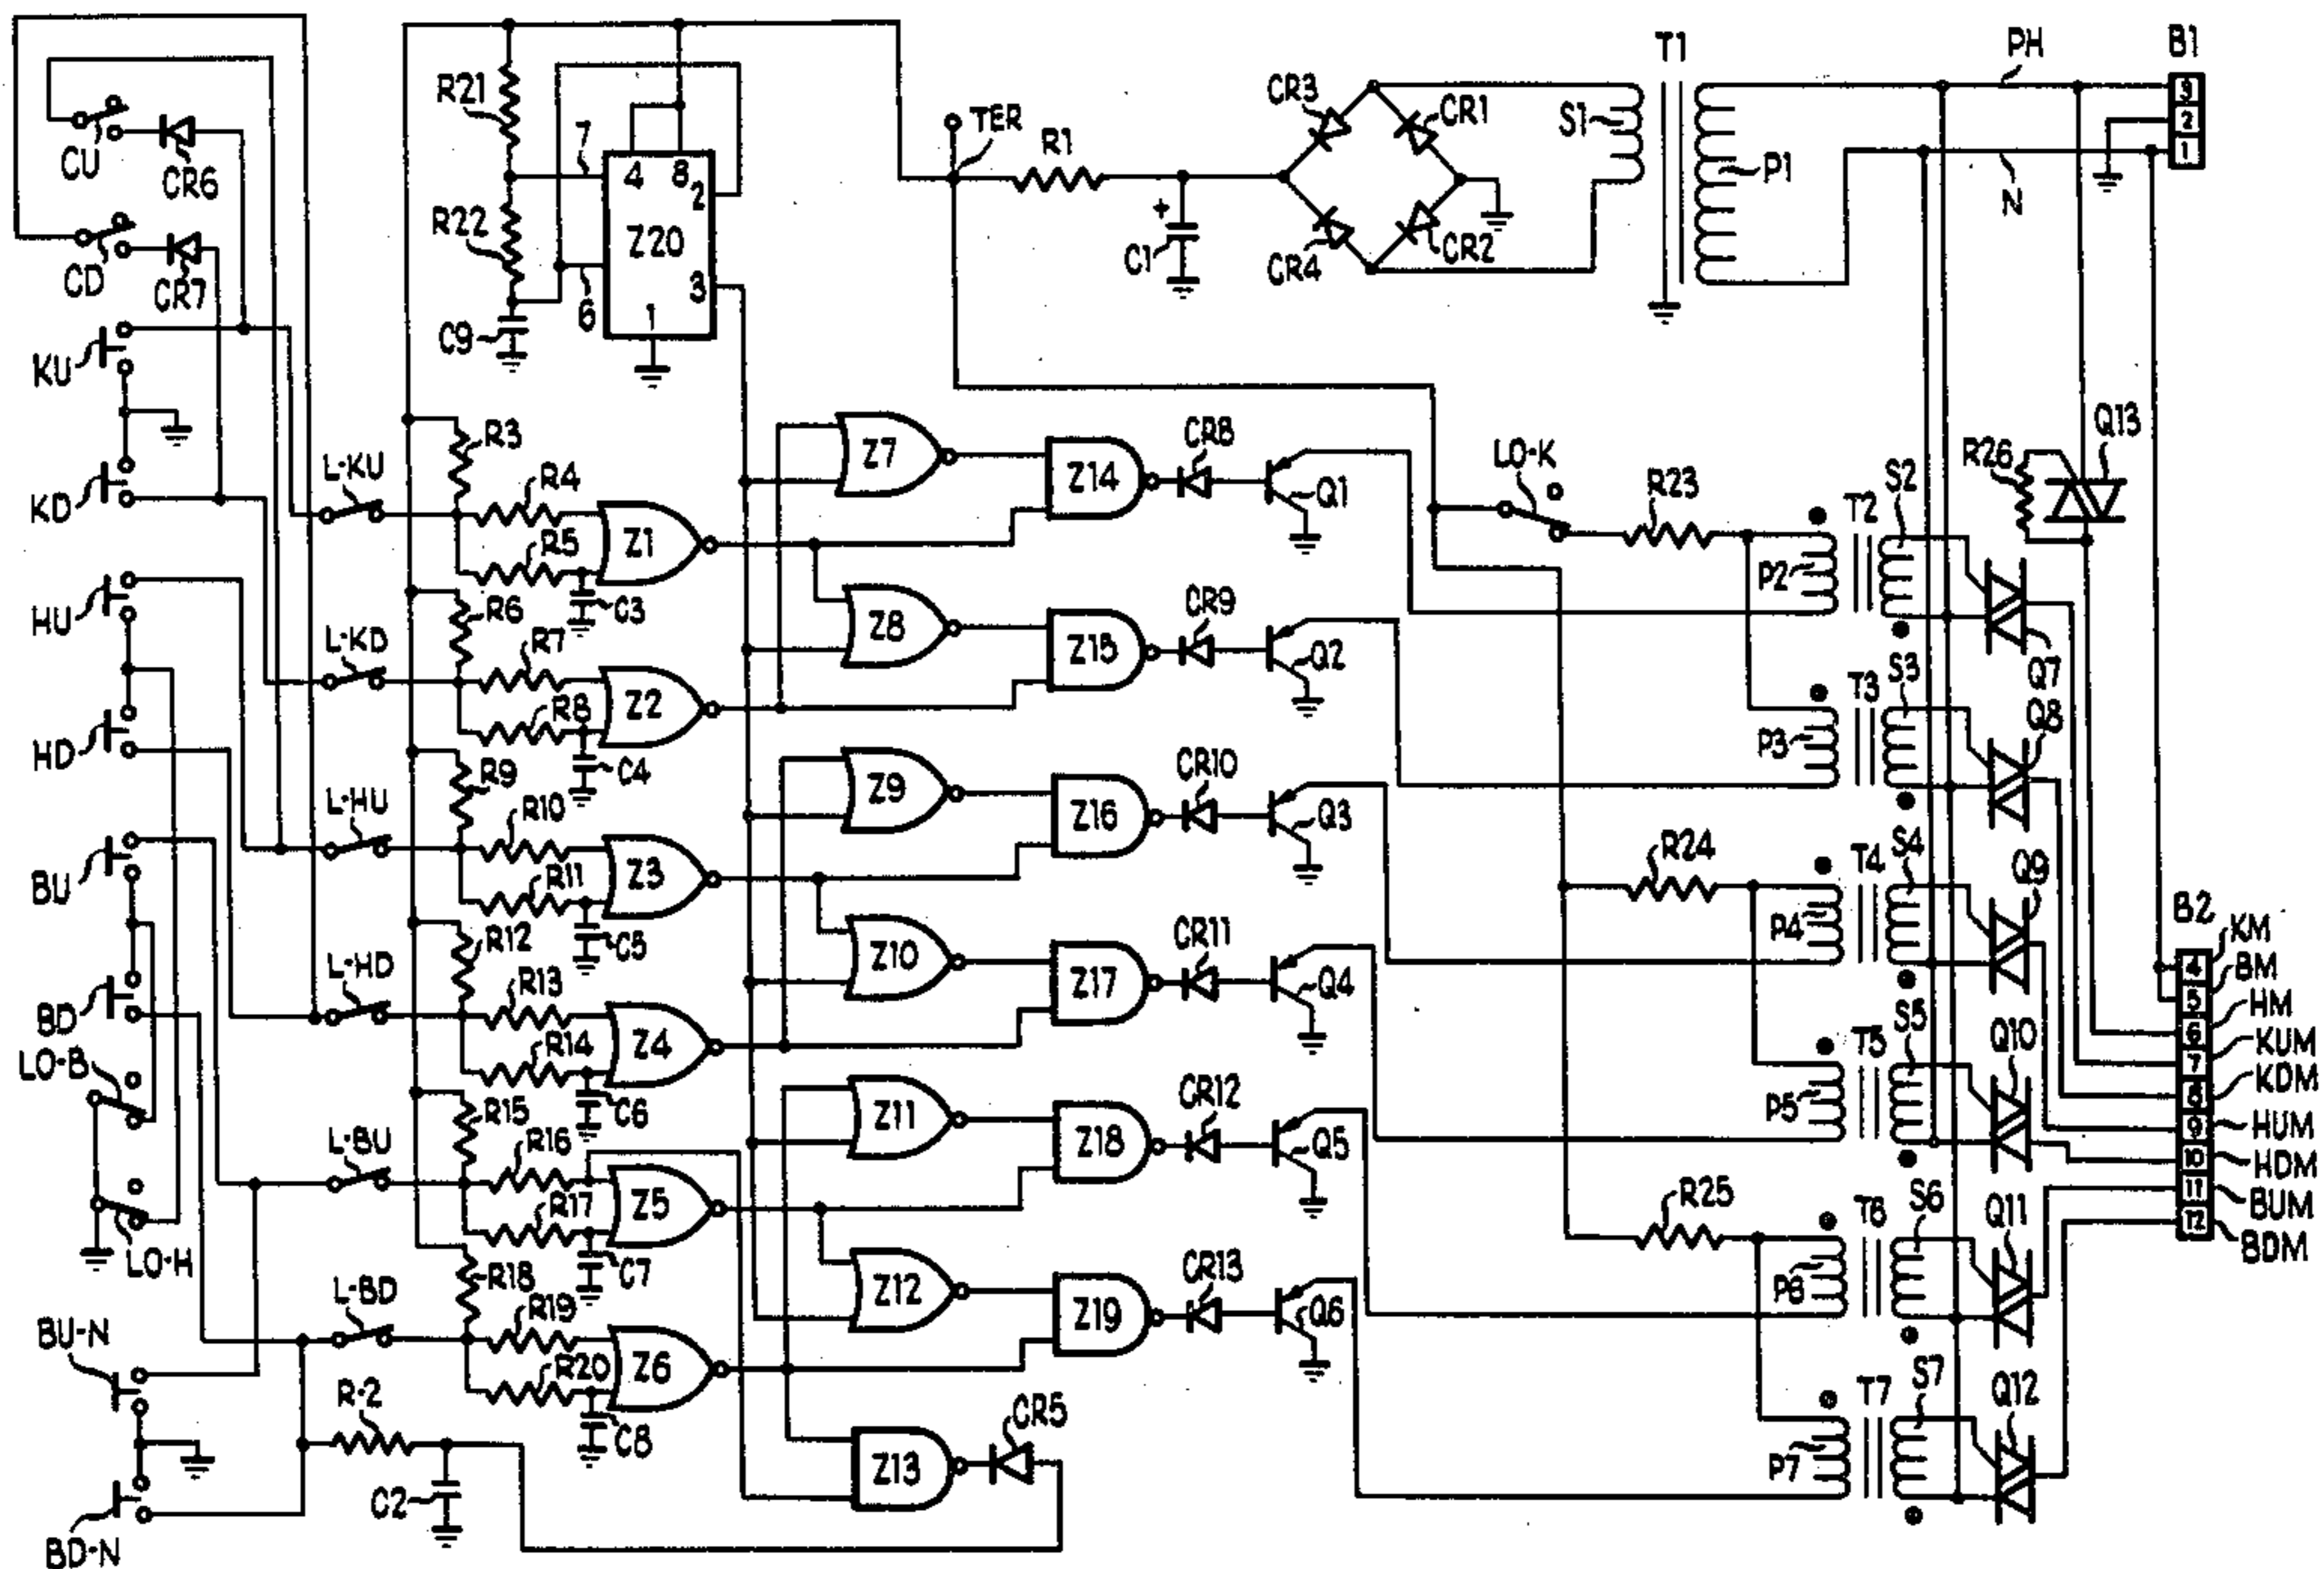 T1
PH
B1
CR3
CR1
3
R21
TER
R1
S1
2
7
4
8
2
1
CU
CR6
P1
N
R22
Z20
CD
CR7
3
C1
CR4
CR2
6
1
C9
KU
R3
Z7
CR8
Q13
L-KU
R4
Z14
LO-K
R26
KD
Q1
R23
T2
S2
R5
Z1
P2
R6
C3
CR9
HU
L-KD
R7
Z8
Z15
Q2
T3
S3
Q7
R8
Z2
Q8
HD
P3
R9
C4
Z9
CR10
L-HU
R10
Z16
Q3
R24
T4
S4
Q9
BU
R11
Z3
B2
KM
R12
C5
Z10
CR11
P4
4
BM
L-HD
R13
Z17
Q4
5
HM
BD
S5
6
R14
Z4
T5
Q10
KUM
LO-B
7
KDM
C6
CR12
8
R15
Z11
P5
9
HUM
L-BU
R16
Z18
Q5
10
HDM
R17
Z5
R25
T6
S6
Q11
11
BUM
LO-H
C7
12
BDM
R18
Z12
CR13
P6
L-BD
R19
Z19
Q6
BU-N
R20
Z6
T7
S7
Q12
R-2
C8
CR5
P7
Z13
C2
BD-N